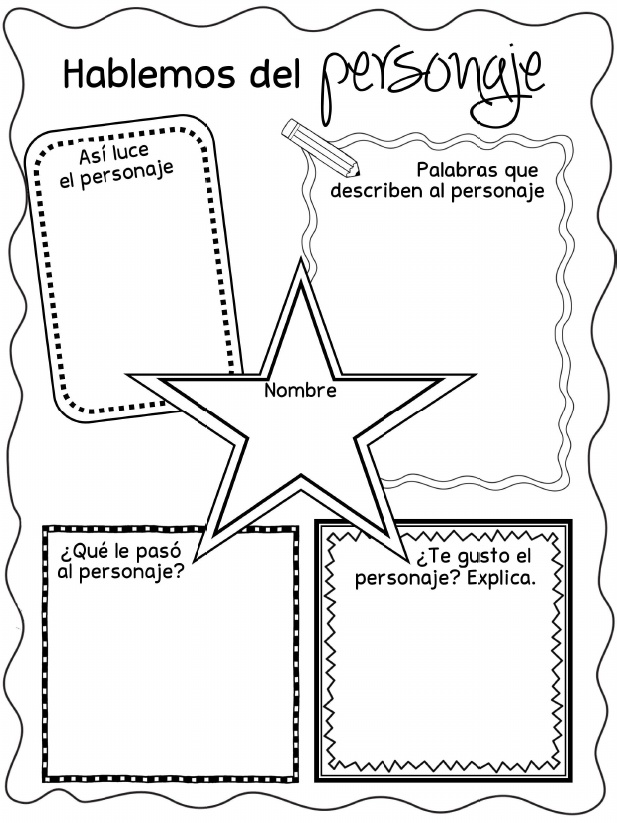 Hablemos del personaje
Así luce
el personaje
Palabras que
describen al personaje
Nombre
¿Qué le pasó
al personaje?
¿Te gusto el
personaje? Explica.